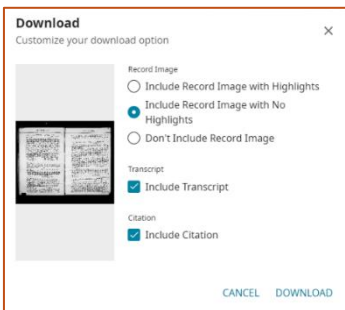 Download
Customize your download option
Record Image
Include Record Image with Highlights
Include Record Image with No
Highlights
Don't Include Record Image
Transcript
Include Transcript
Citation
Include Citation
CANCEL DOWNLOAD